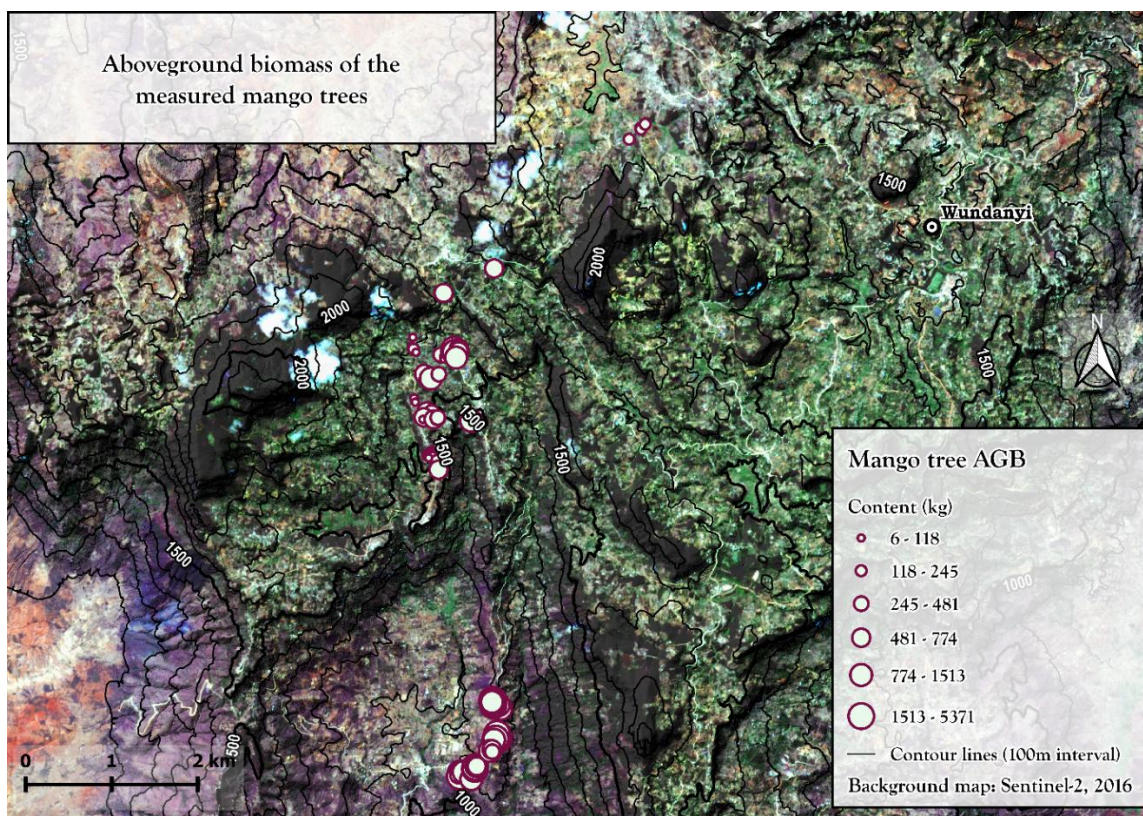 1500
Aboveground biomass of the
measured mango trees
1500
Wundanyi
2000
2000
2000
N
1500
1500
1500
1500
1500
1500
Mango tree AGB
Content (kg)
6 - 118
118 - 245
245 - 481
481 - 774
774 - 1513
1513 - 5371
Contour lines (100m interval)
Background map: Sentinel-2, 2016
1000
500
0 1 2 km
1000